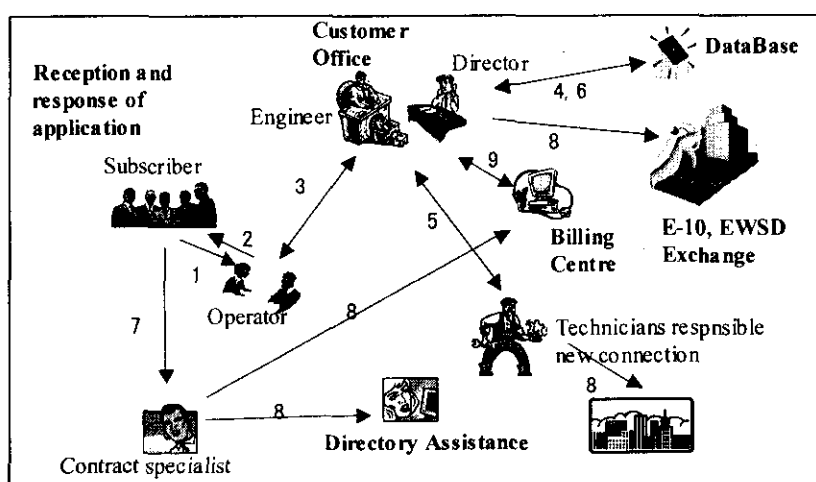 Customer
Office
Director
DataBase
Reception and
response of
application
4, 6
Engineer
8
Subscriber
9
3
5
2
E-10, EWSD
Exchange
Billing
Centre
1
Operator
8
7
Technicians respnsible
new connection
8
8
Directory Assistance
Contract specialist